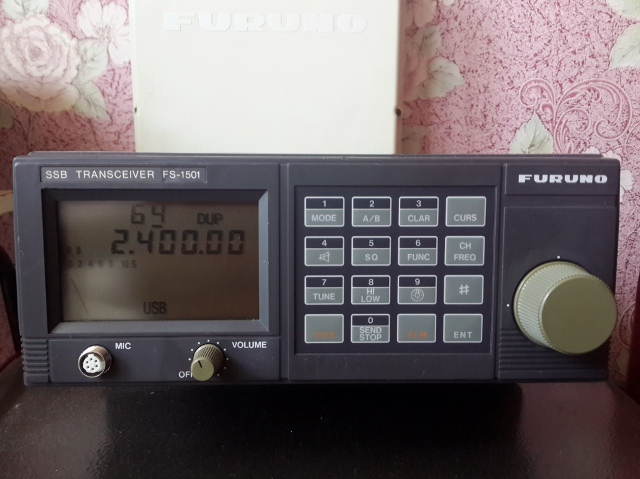 FURUNO
SSB TRANSCEIVER FS-1501
FURUNO
64 DUP
2.400.00
USB
1 2 3
MODE A/B CLAR CURS
4 5 6 CH
SQ FUNC FREQ
7 8 9
TUNE HI LOW #
0
SEND STOP ENT
MIC
VOLUME
OFF